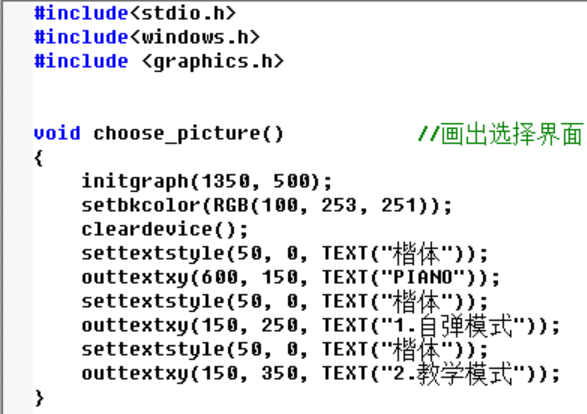 #include<stdio.h>
#include<windows.h>
#include <graphics.h>
void choose_picture()            //画出选择界面
{
    initgraph(1350, 500);
    setbkcolor(RGB(100, 253, 251));
    cleardevice();
    settextstyle(50, 0, TEXT("楷体"));
    outtextxy(600, 150, TEXT("PIANO"));
    settextstyle(50, 0, TEXT("楷体"));
    outtextxy(150, 250, TEXT("1.自弹模式"));
    settextstyle(50, 0, TEXT("楷体"));
    outtextxy(150, 350, TEXT("2.教学模式"));
}